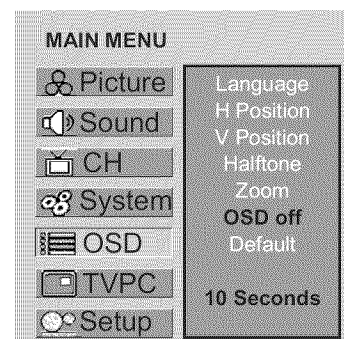 MAIN MENU
Picture
Sound
CH
System
OSD
TVPC
Setup
Language
H Position
V Position
Halftone
Zoom
OSD off
Default
10 Seconds